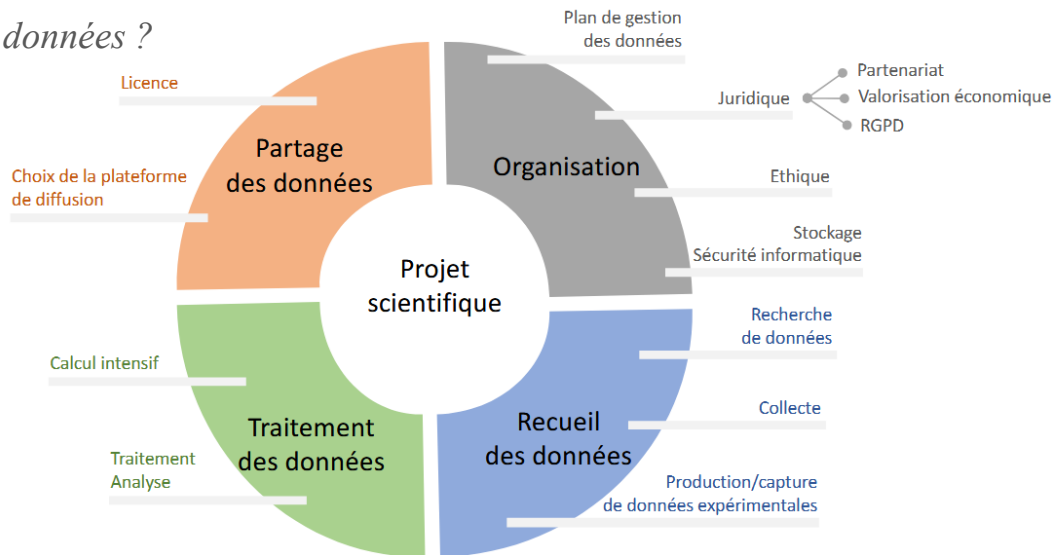 données ?
Plan de gestion
des données
Juridique
Partenariat
Valorisation économique
RGPD
Ethique
Stockage
Sécurité informatique
Organisation
Recherche
de données
Collecte
Production/capture
de données expérimentales
Recueil
des données
Traitement
des données
Calcul intensif
Traitement
Analyse
Partage
des données
Licence
Choix de la plateforme
de diffusion
Projet
scientifique